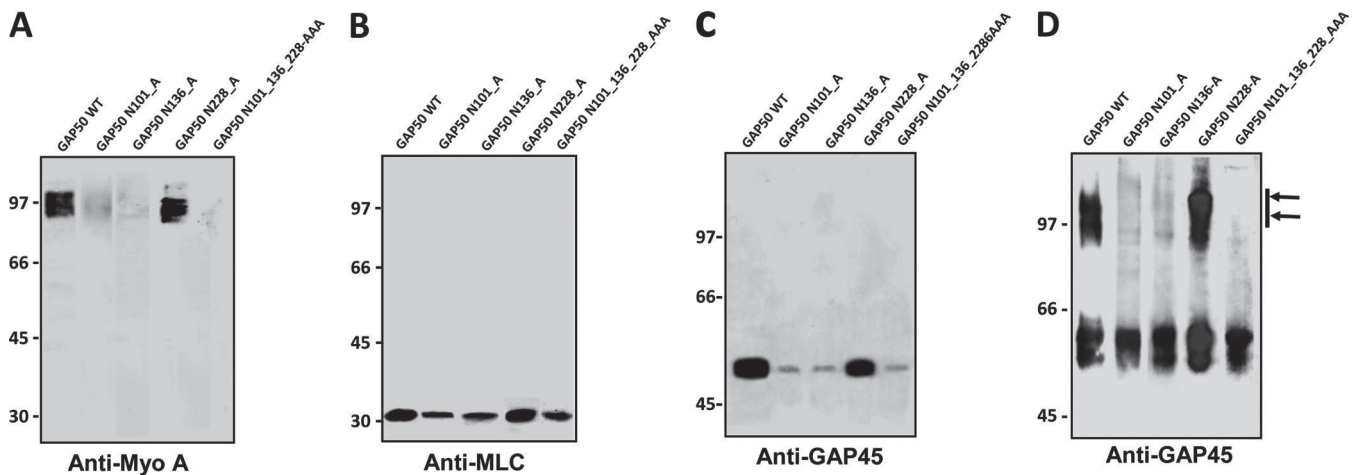 A
GAP50 WT
GAP50 N101_A
GAP50 N136_A
GAP50 N228_A
GAP50 N101_136_228-AAA
97-
66-
45-
30-
Anti-Myo A
B
GAP50 WT
GAP50 N101_A
GAP50 N136_A
GAP50 N228_A
GAP50 N101_136_228_AAA
97-
66-
45-
30-
Anti-MLC
C
GAP50 WT
GAP50 N101_A
GAP50 N136_A
GAP50 N228_A
GAP50 N101_136_2286AAA
97-
66-
45-
Anti-GAP45
D
GAP50 WT
GAP50 N101_A
GAP50 N136-A
GAP50 N228-A
GAP50 N101_136_228_AAA
97-
66-
45-
Anti-GAP45